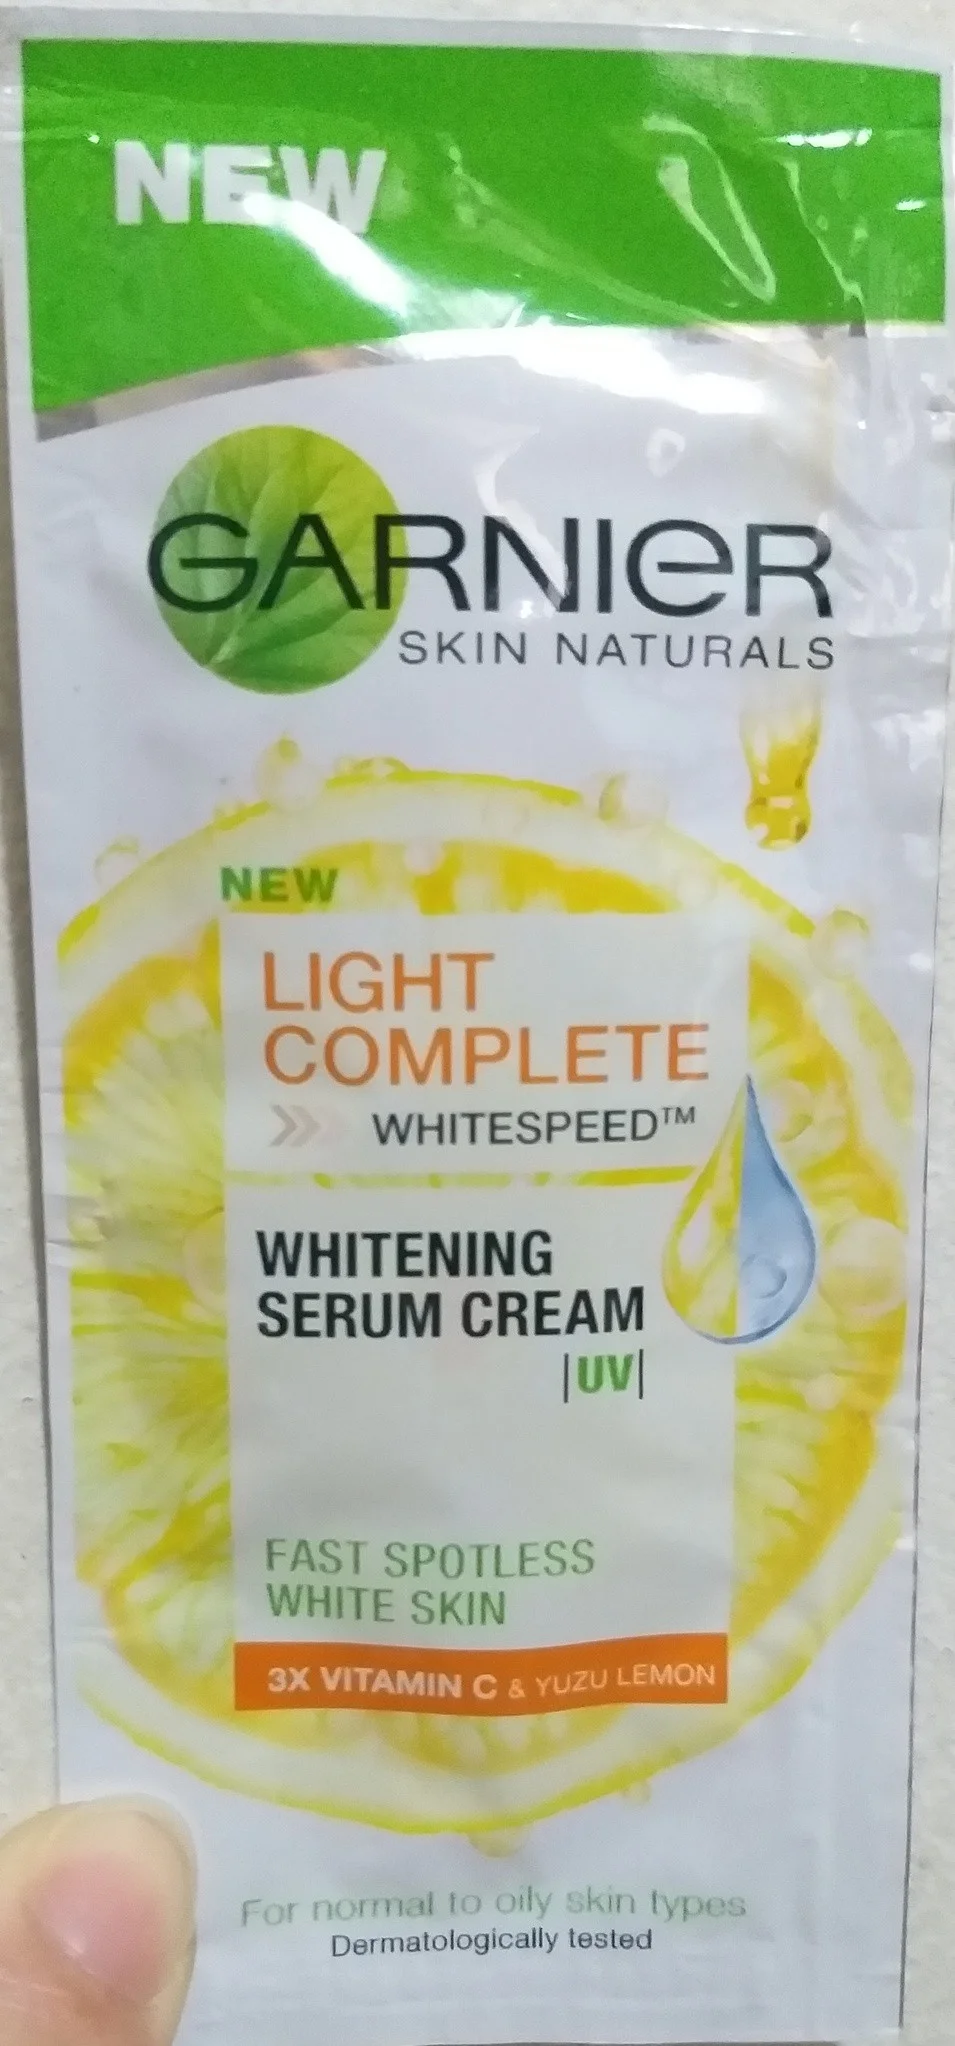 NEW
GARNIER
SKIN NATURALS
NEW
LIGHT
COMPLETE
WHITESPEED™
WHITENING
SERUM CREAM
|UV|
FAST SPOTLESS
WHITE SKIN
3X VITAMIN C & YUZU LEMON
For normal to oily skin types
Dermatologically tested